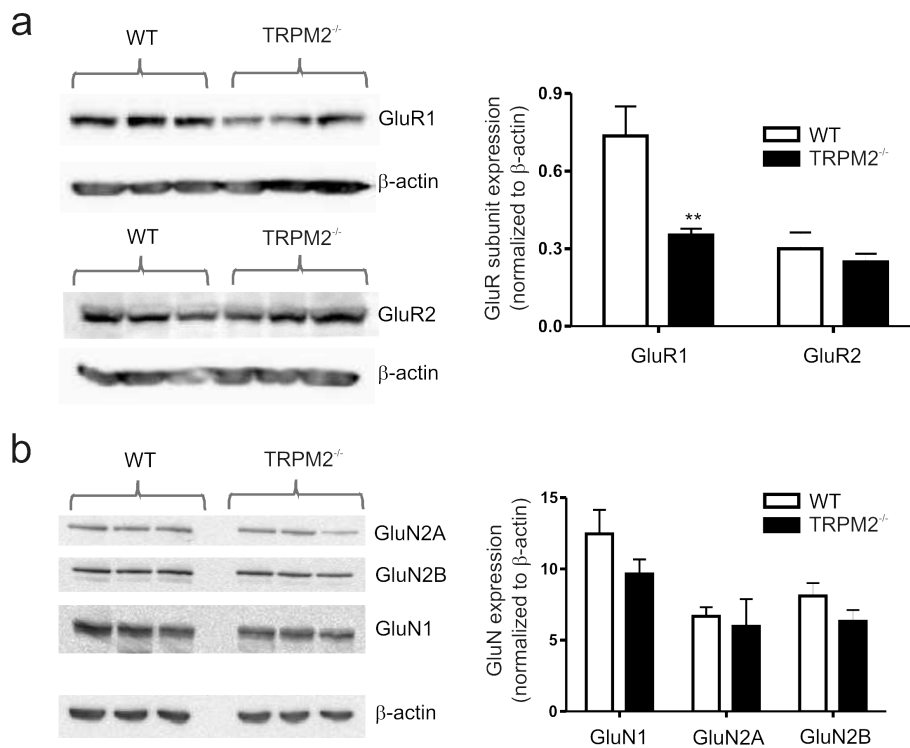 a
WT
TRPM2-/-
GluR1
β-actin
WT
TRPM2-/-
GluR2
β-actin
GluR subunit expression
(normalized to β-actin)
0.9
0.6
0.3
0.0
WT
TRPM2-/-
**
GluR1
GluR2
b
WT
TRPM2-/-
GluN2A
GluN2B
GluN1
β-actin
GluN expression
(normalized to β-actin)
15
10
5
0
WT
TRPM2-/-
GluN1
GluN2A
GluN2B